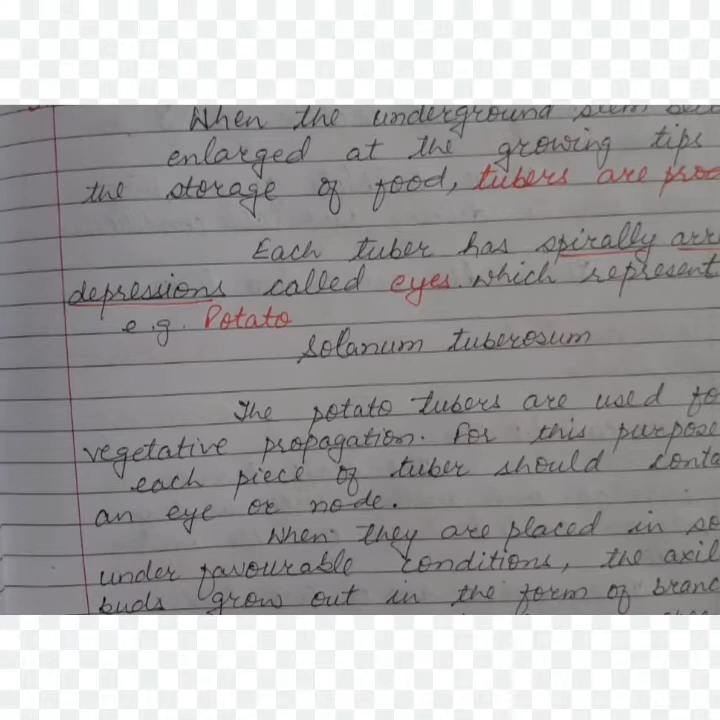 When the underground stem
enlarged at the growing tips
the storage of food, tubers are
Each tuber has spirally
depressions called eyes which represent
e.g. Potato
Solanum tuberosum
The potato tubers are used
vegetative propagation. For this purpose
each piece of tuber should
an eye or node.
When they are placed in
under favourable conditions, the
buds grow out in the form of